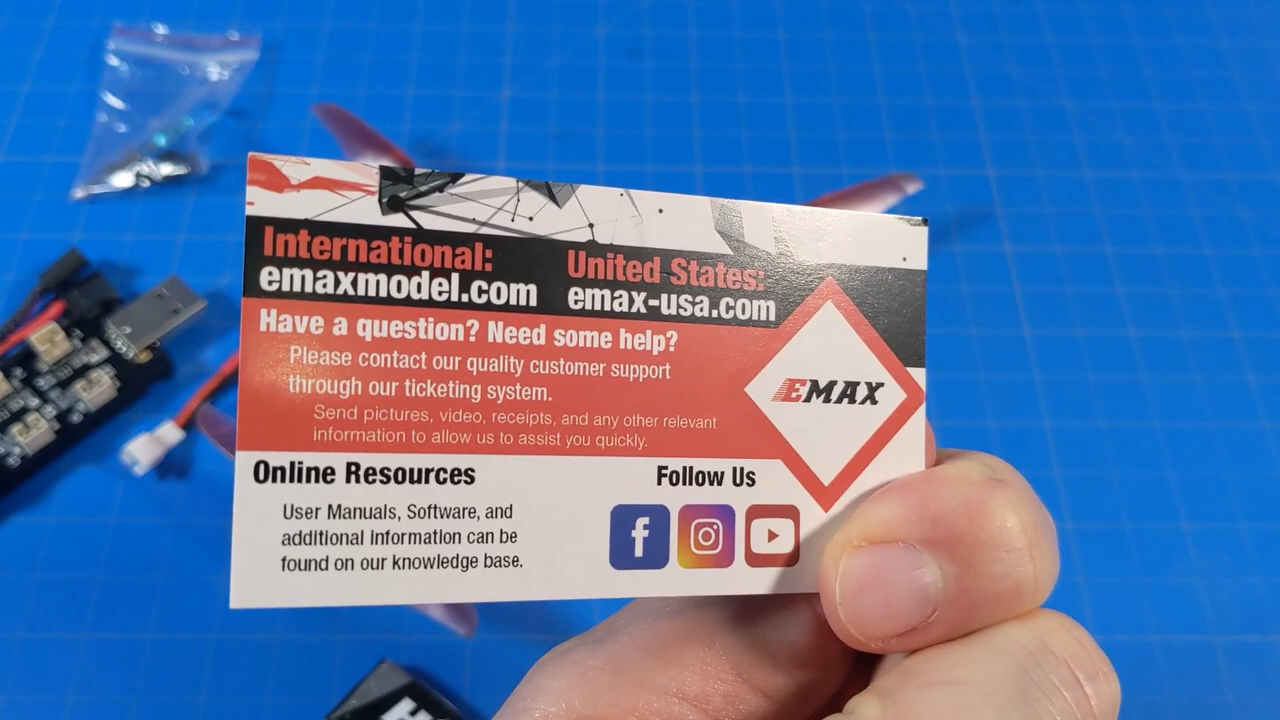 International:
emaxmodel.com
United States:
emax-usa.com
Have a question? Need some help?
Please contact our quality customer support
through our ticketing system.
Send pictures, video, receipts, and any other relevant
information to allow us to assist you quickly.
EMAX
Online Resources
User Manuals, Software, and
additional information can be
found on our knowledge base.
Follow Us